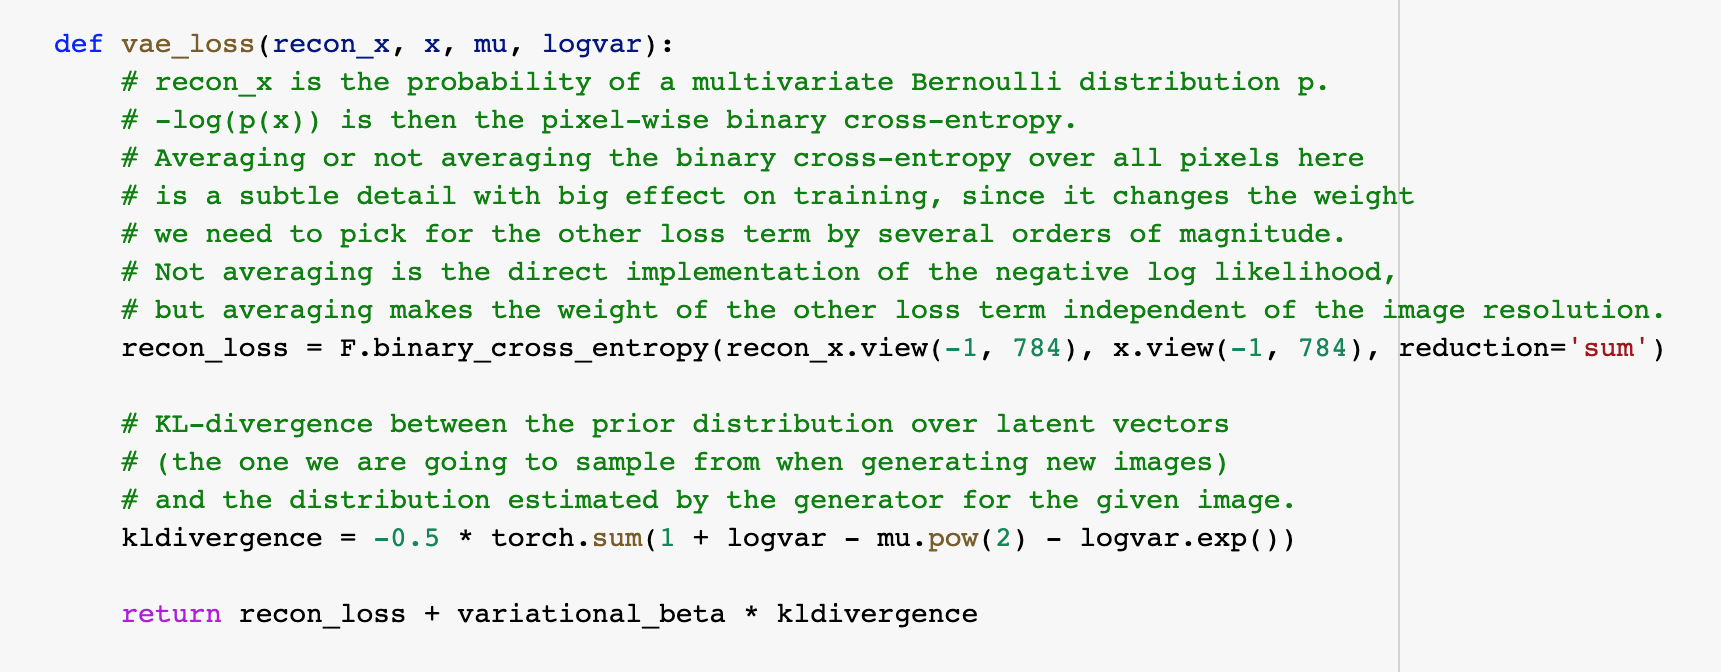 def vae_loss(recon_x, x, mu, logvar):
    # recon_x is the probability of a multivariate Bernoulli distribution p.
    # -log(p(x)) is then the pixel-wise binary cross-entropy.
    # Averaging or not averaging the binary cross-entropy over all pixels here
    # is a subtle detail with big effect on training, since it changes the weight
    # we need to pick for the other loss term by several orders of magnitude.
    # Not averaging is the direct implementation of the negative log likelihood,
    # but averaging makes the weight of the other loss term independent of the image resolution.
    recon_loss = F.binary_cross_entropy(recon_x.view(-1, 784), x.view(-1, 784), reduction='sum')
    # KL-divergence between the prior distribution over latent vectors
    # (the one we are going to sample from when generating new images)
    # and the distribution estimated by the generator for the given image.
    kldivergence = -0.5 * torch.sum(1 + logvar - mu.pow(2) - logvar.exp())
    return recon_loss + variational_beta * kldivergence